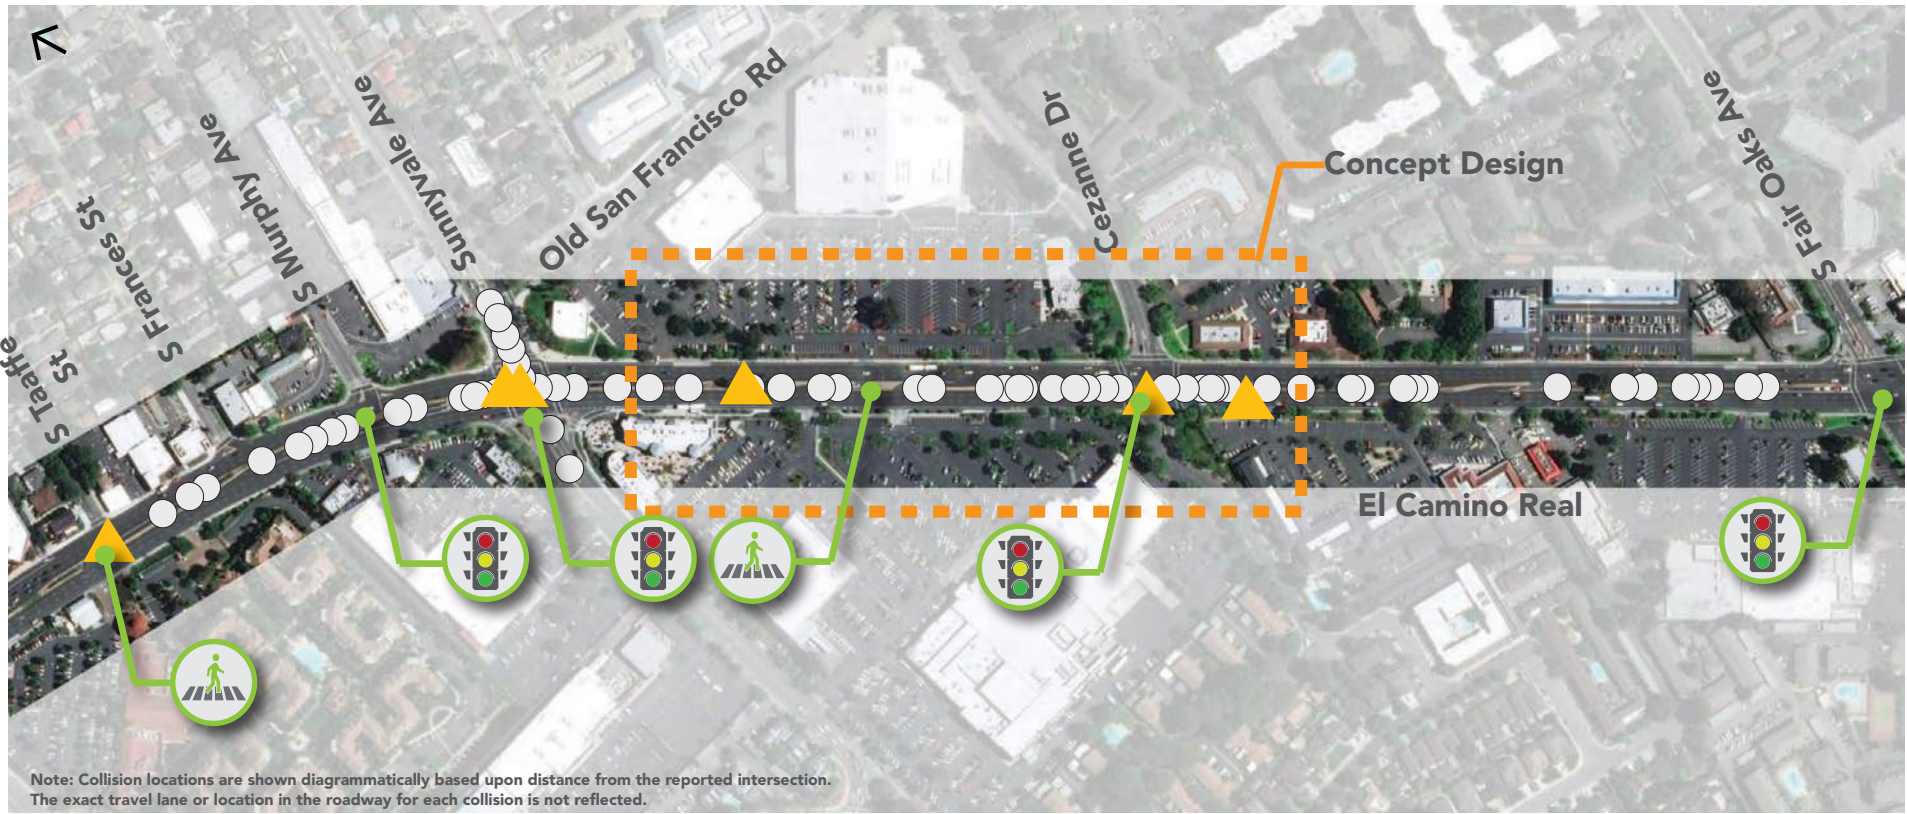 S Taaffe
St
S Frances St
S Murphy Ave
Sunnyvale Ave
Old San Francisco Rd
Cezanne Dr
Concept Design
S Fair Oaks Ave
El Camino Real
Note: Collision locations are shown diagrammatically based upon distance from the reported intersection.
The exact travel lane or location in the roadway for each collision is not reflected.